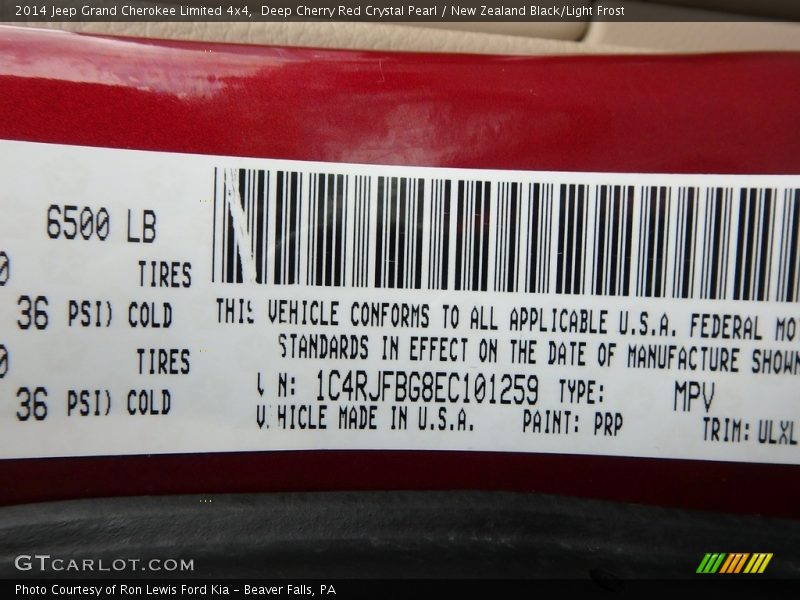 2014 Jeep Grand Cherokee Limited 4x4,  Deep Cherry Red Crystal Pearl / New Zealand Black/Light Frost
6500 LB
TIRES
36 PSI) COLD
TIRES
36 PSI) COLD
THIS VEHICLE CONFORMS TO ALL APPLICABLE U.S.A. FEDERAL MO
STANDARDS IN EFFECT ON THE DATE OF MANUFACTURE SHOWN
V N: 1C4RJFBG8EC101259 TYPE: MPV
V HICLE MADE IN U.S.A. PAINT: PRP TRIM: ULXL
GTCARLOT.COM
Photo Courtesy of Ron Lewis Ford Kia – Beaver Falls, PA